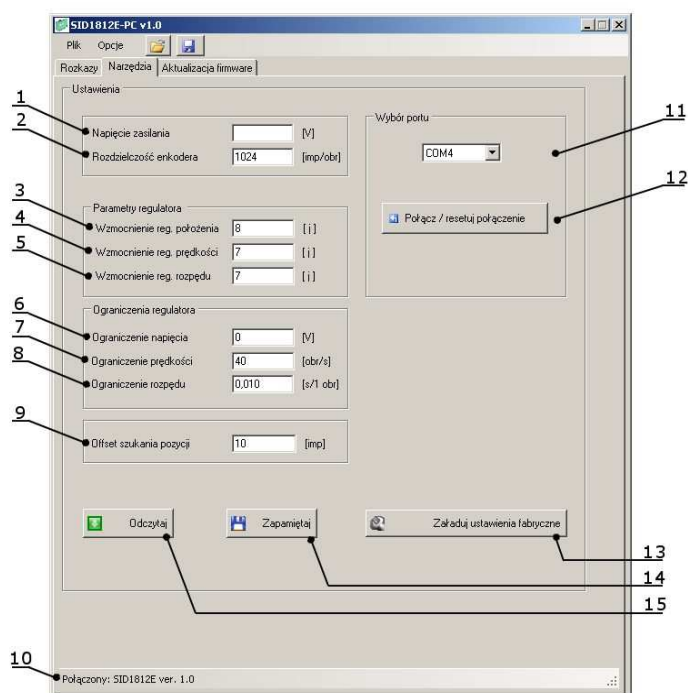 SID1812E-PC v1.0
Plik Opcje
Rozkazy Narzędzia Aktualizacja firmware
Ustawienia
1
Napięcie zasilania [V]
2
Rozdzielczość enkodera 1024 [imp/obr]
Wybór portu
11
COM4
12
Połącz / resetuj połączenie
Parametry regulatora
3
Wzmocnienie reg. położenia 8 [ j ]
4
Wzmocnienie reg. prędkości 7 [ j ]
5
Wzmocnienie reg. rozpędu 7 [ j ]
Ograniczenia regulatora
6
Ograniczenie napięcia 0 [V]
7
Ograniczenie prędkości 40 [obr/s]
8
Ograniczenie rozpędu 0,010 [s/1 obr]
9
Offset szukania pozycji 10 [imp]
Odczytaj Zapamiętaj Załaduj ustawienia fabryczne
13
14
15
10
Połączony: SID1812E ver. 1.0